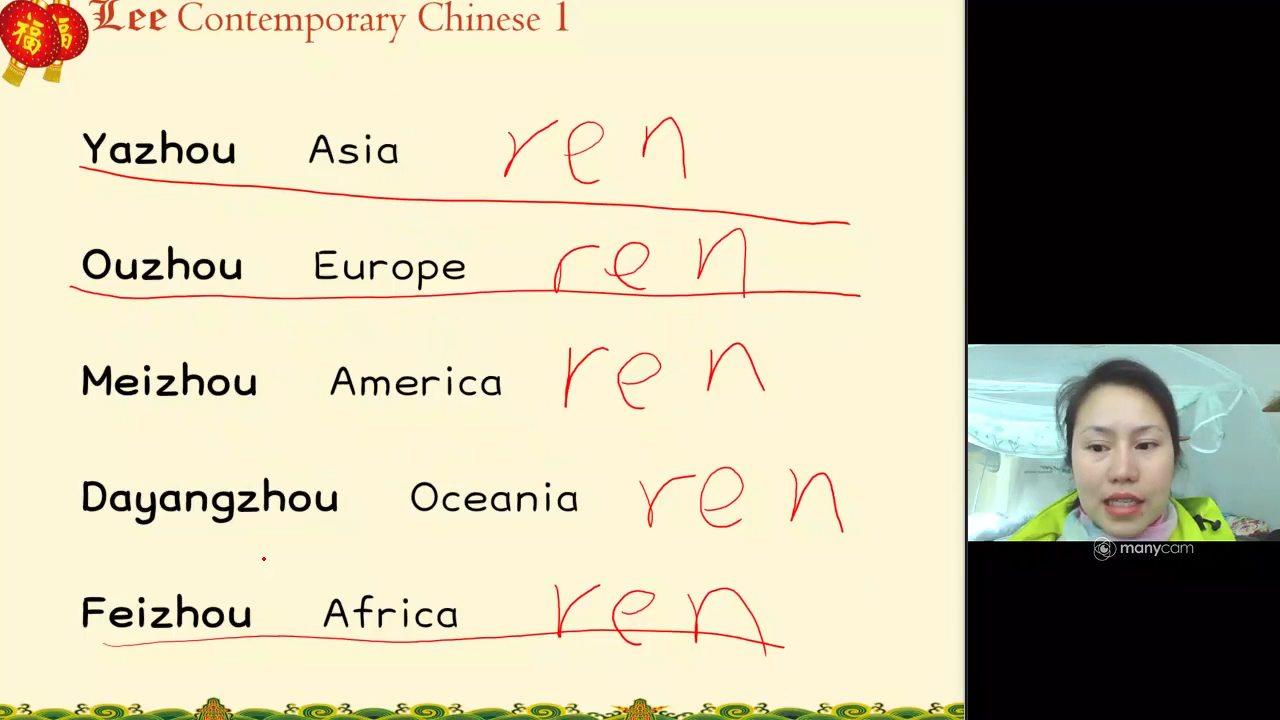 Lee Contemporary Chinese 1
福 福
Yazhou Asia ren
Ouzhou Europe ren
Meizhou America ren
Dayangzhou Oceania ren
Feizhou Africa ren
manycam